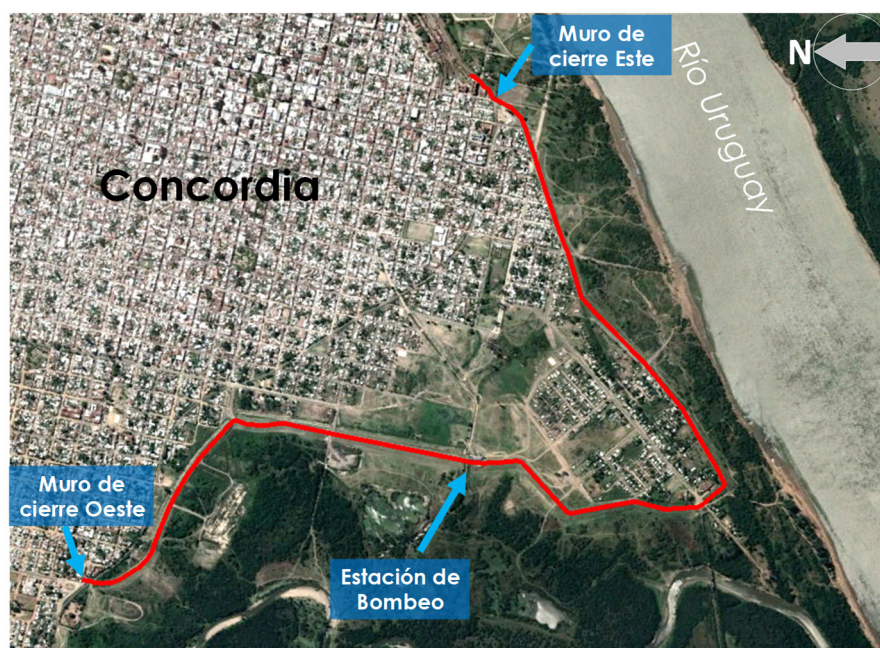 Muro de
cierre Este
N
Río Uruguay
Concordia
Muro de
cierre Oeste
Estación de
Bombeo